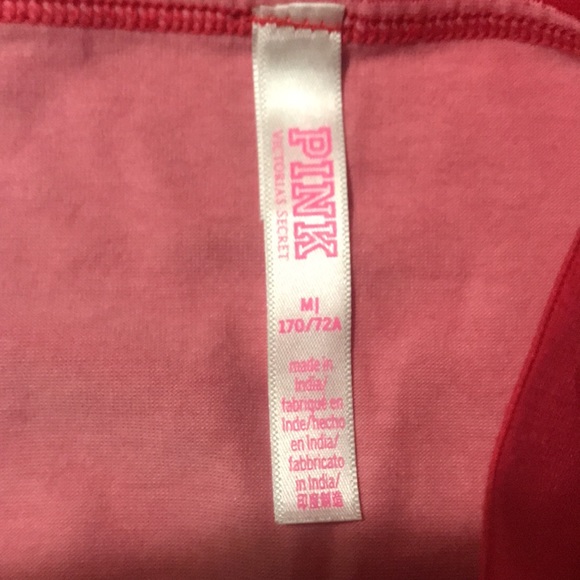 PINK
VICTORIA'S SECRET
M|
170/72A
made in
India/
fabriqué en
Inde/hecho
en India/
fabbricato
in India/
印度製造